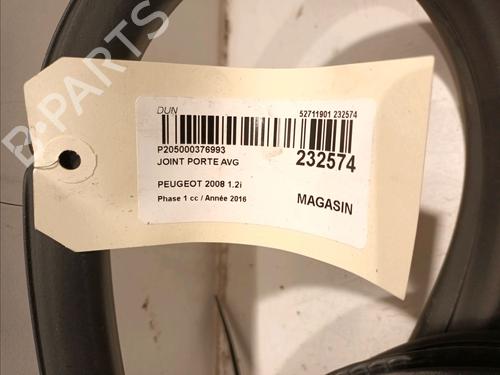 DUN 52711901 232574
P205000376993 232574
JOINT PORTE AVG
PEUGEOT 2008 1.2i
Phase 1 cc / Année 2016 MAGASIN
B-PARTS